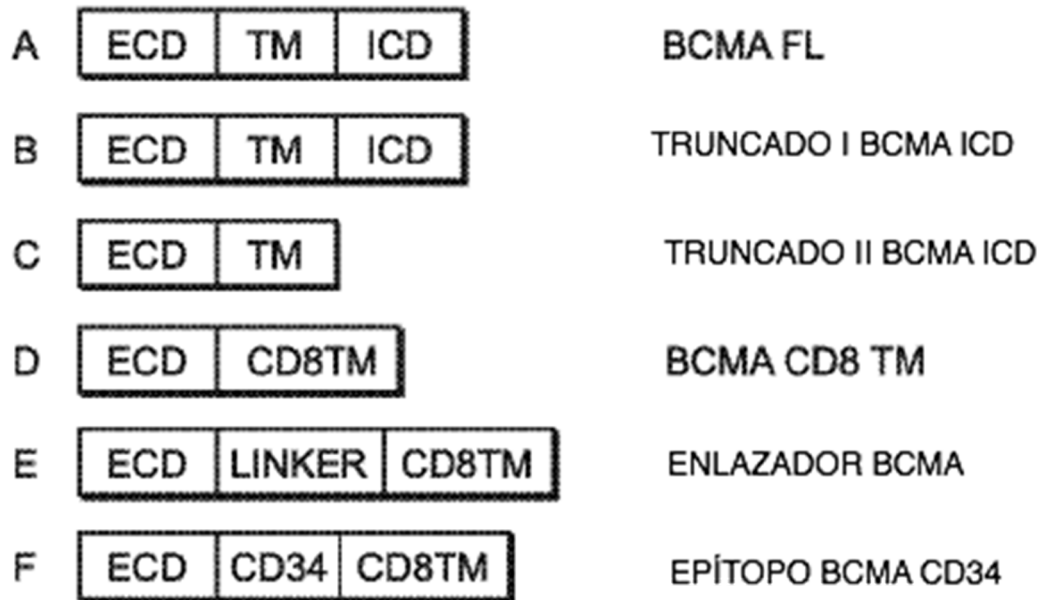 A ECD TM ICD BCMA FL
B ECD TM ICD TRUNCADO I BCMA ICD
C ECD TM TRUNCADO II BCMA ICD
D ECD CD8TM BCMA CD8 TM
E ECD LINKER CD8TM ENLAZADOR BCMA
F ECD CD34 CD8TM EPÍTOPO BCMA CD34